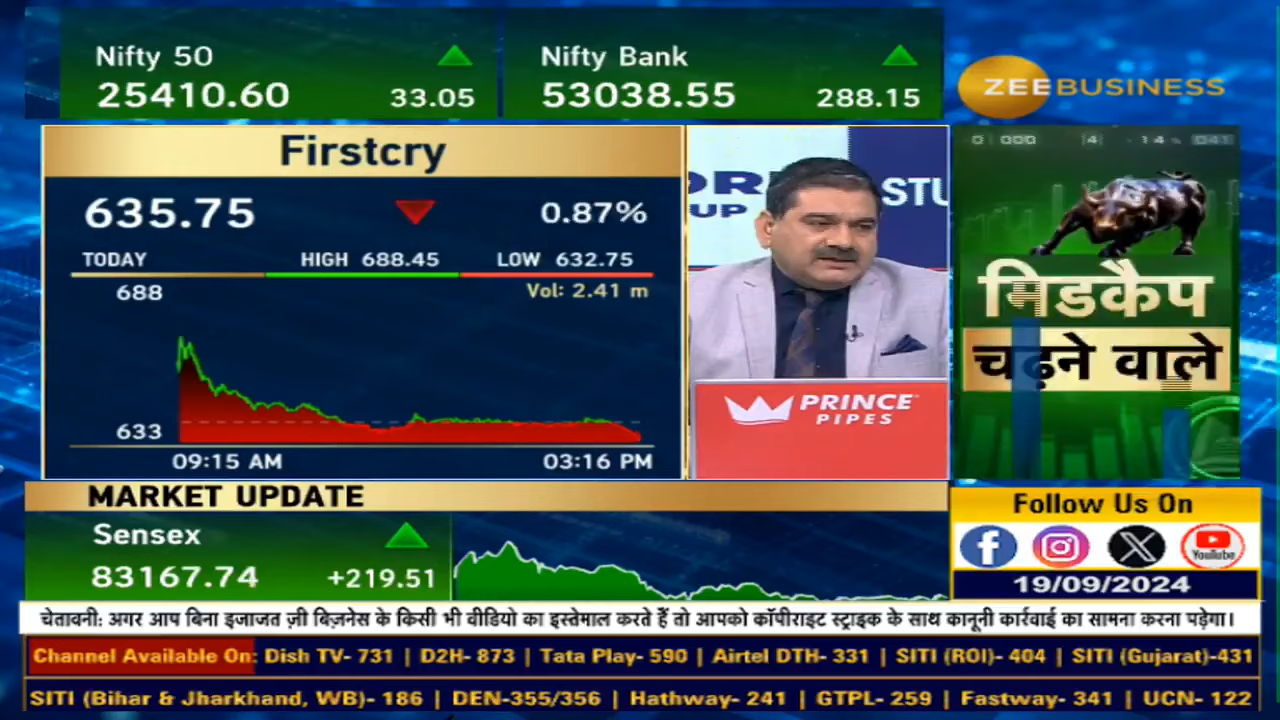 Nifty 50
25410.60 33.05
Nifty Bank
53038.55 288.15
ZEEBUSINESS
Firstcry
635.75 0.87%
TODAY HIGH 688.45 LOW 632.75
688 Vol: 2.41 m
633
09:15 AM 03:16 PM
STU
UP
PRINCE
PIPES
मिडकैप
चढ़ने वाले
MARKET UPDATE
Sensex
83167.74 +219.51
Follow Us On
YouTube
19/09/2024
चेतावनी: अगर आप बिना इजाजत ज़ी बिज़नेस के किसी भी वीडियो का इस्तेमाल करते हैं तो आपको कॉपीराइट स्ट्राइक के साथ कानूनी कार्रवाई का सामना करना पड़ेगा।
Channel Available On: Dish TV- 731 | D2H- 873 | Tata Play- 590 | Airtel DTH- 331 | SITI (ROI)- 404 | SITI (Gujarat)-431
SITI (Bihar & Jharkhand, WB)- 186 | DEN-355/356 | Hathway- 241 | GTPL- 259 | Fastway- 341 | UCN- 122